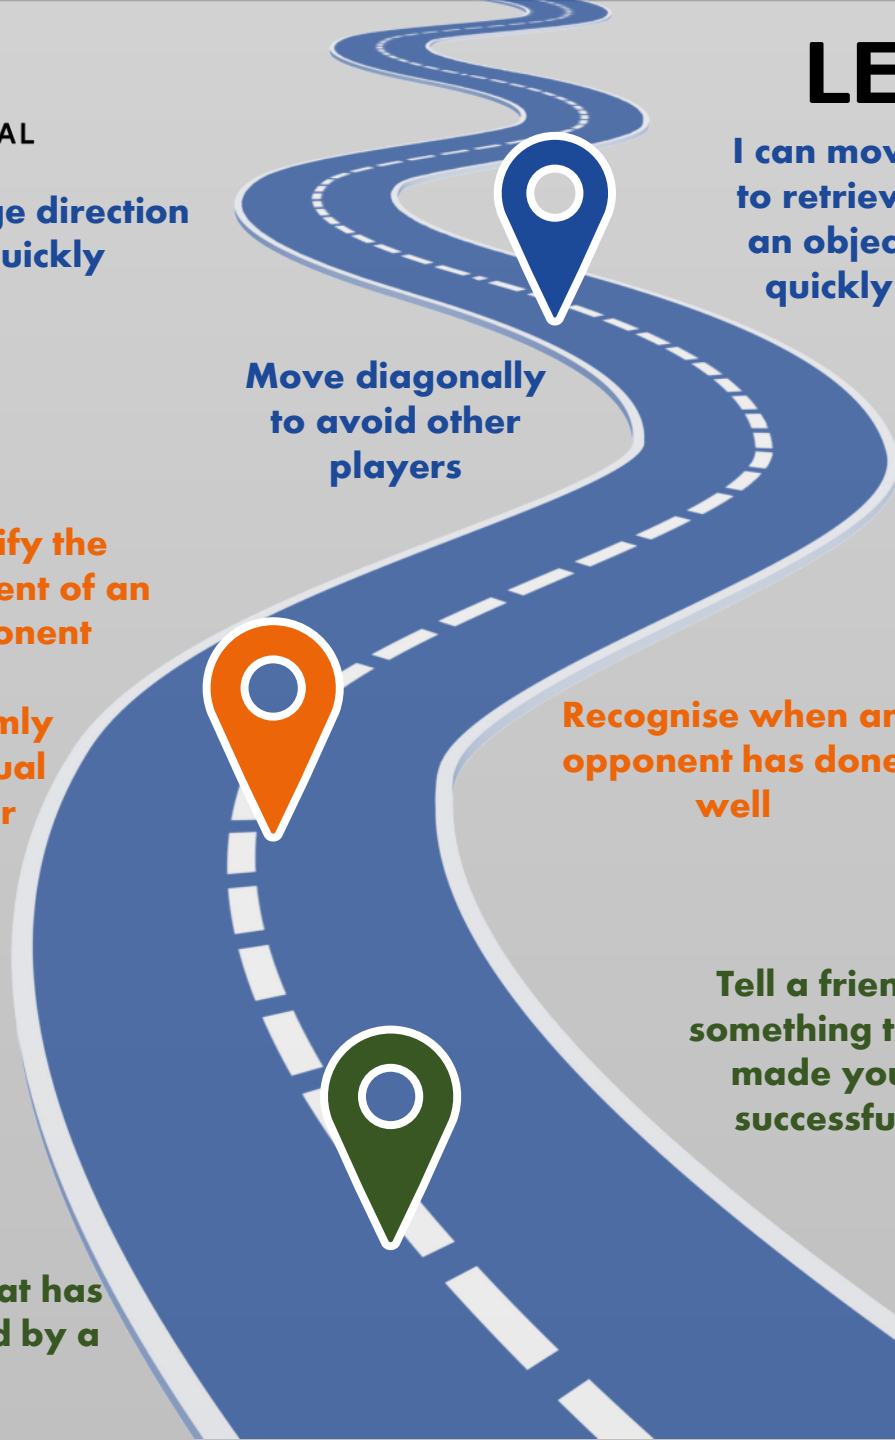 LE
AL
I can mov
to retriev
an objec
quickly
ge direction
uickly
Move diagonally
to avoid other
players
ify the
ent of an
onent
mly
ual
r
Recognise when an
opponent has done
well
Tell a frien
something t
made you
successfu
at has
d by a